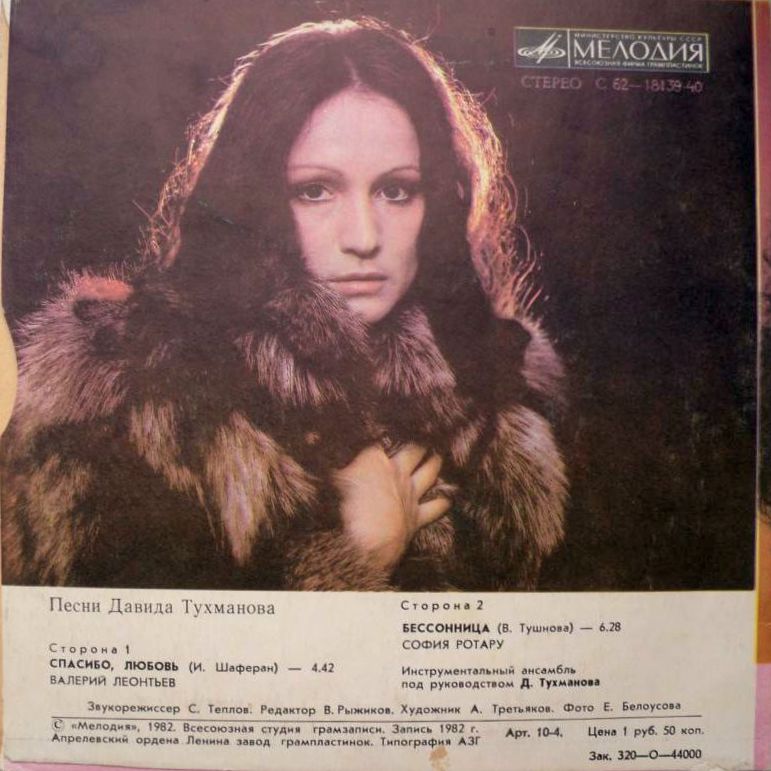 МИНИСТЕРСТВО КУЛЬТУРЫ СССР
МЕЛОДИЯ
ВСЕСОЮЗНАЯ ФИРМА ГРАМПЛАСТИНОК
СТЕРЕО С 62—18139-40
Песни Давида Тухманова
Сторона 1
СПАСИБО, ЛЮБОВЬ (И. Шаферан) — 4.42
ВАЛЕРИЙ ЛЕОНТЬЕВ
Сторона 2
БЕССОННИЦА (В. Тушнова) — 6.28
СОФИЯ РОТАРУ
Инструментальный ансамбль
под руководством Д. Тухманова
Звукорежиссер С. Теплов. Редактор В. Рыжиков. Художник А. Третьяков. Фото Е. Белоусова
© «Мелодия», 1982. Всесоюзная студия грамзаписи. Запись 1982 г.
Апрелевский ордена Ленина завод грампластинок. Типография АЗГ
Арт. 10-4. Цена 1 руб. 50 коп.
Зак. 320—О—44000